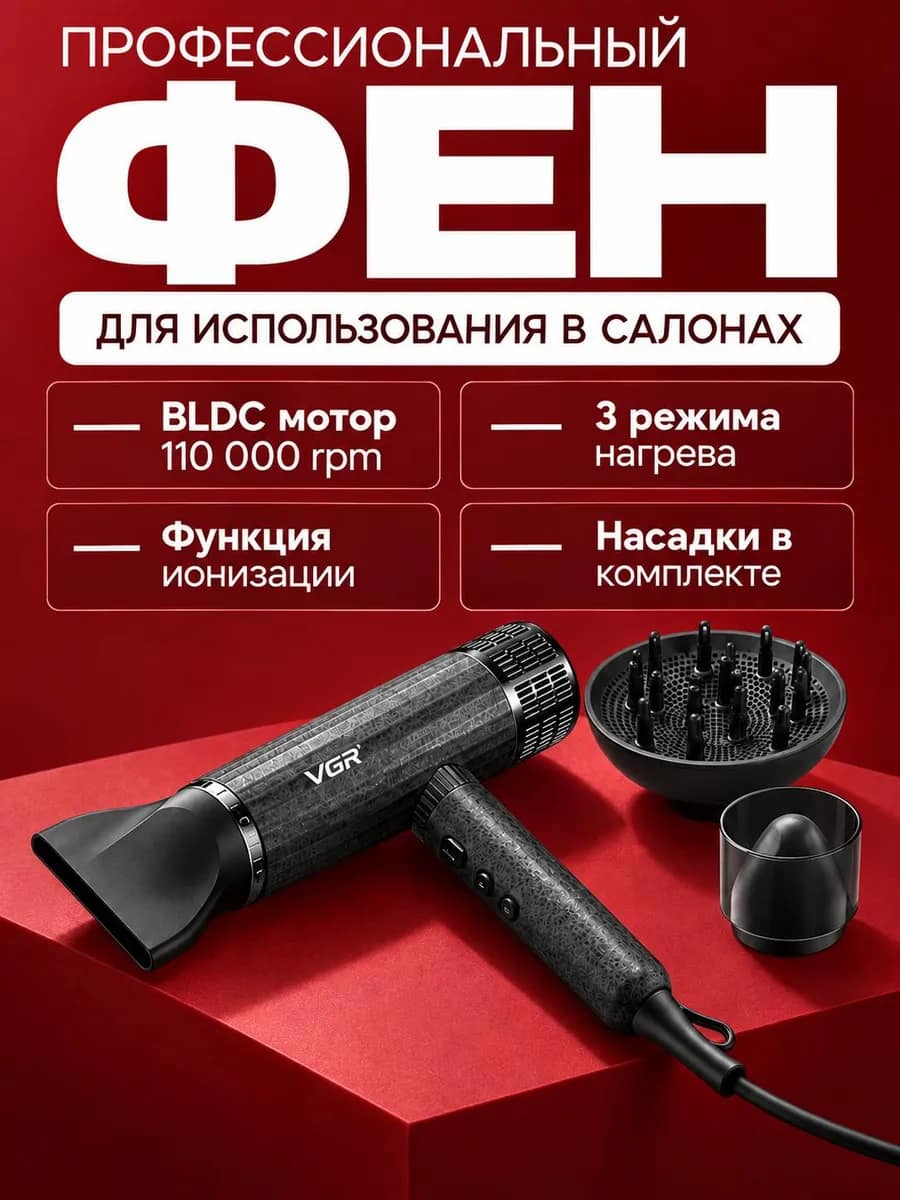 ПРОФЕССИОНАЛЬНЫЙ
ФЕН
ДЛЯ ИСПОЛЬЗОВАНИЯ В САЛОНАХ
BLDC мотор
110 000 rpm
3 режима
нагрева
Функция
ионизации
Насадки в
комплекте
VGR